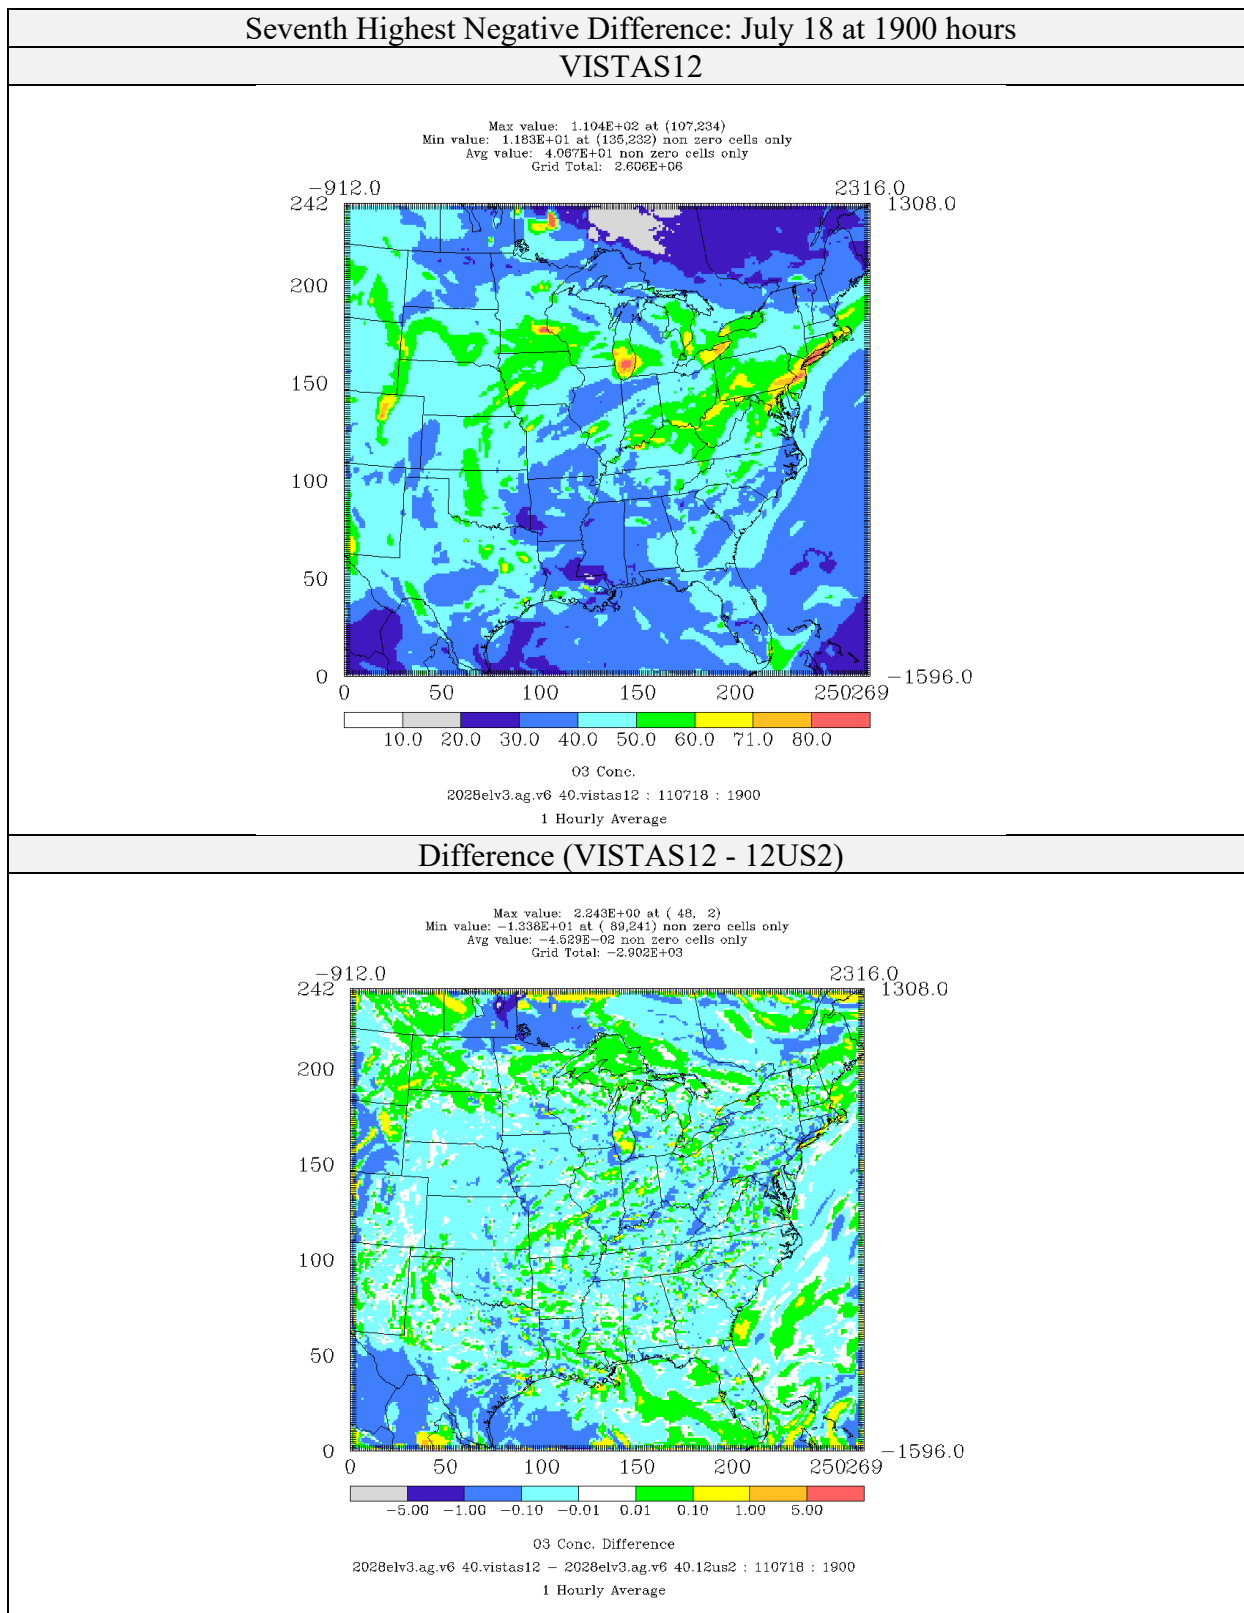 Seventh Highest Negative Difference: July 18 at 1900 hours
VISTAS12
Max value: 1.104E+02 at (107,234)
Min value: 1.183E+01 at (135,232) non zero cells only
Avg value: 4.067E+01 non zero cells only
Grid Total: 2.606E+06
-912.0 2316.0
242 1308.0
200
150
100
50
0 -1596.0
0 50 100 150 200 250269
10.0 20.0 30.0 40.0 50.0 60.0 71.0 80.0
O3 Conc.
2028elv3.ag.v6 40.vistas12 : 110718 : 1900
1 Hourly Average
Difference (VISTAS12 - 12US2)
Max value: 2.243E+00 at ( 48, 2)
Min value: -1.338E+01 at ( 89,241) non zero cells only
Avg value: -4.529E-02 non zero cells only
Grid Total: -2.902E+03
-912.0 2316.0
242 1308.0
200
150
100
50
0 -1596.0
0 50 100 150 200 250269
-5.00 -1.00 -0.10 -0.01 0.01 0.10 1.00 5.00
O3 Conc. Difference
2028elv3.ag.v6 40.vistas12 - 2028elv3.ag.v6 40.12us2 : 110718 : 1900
1 Hourly Average